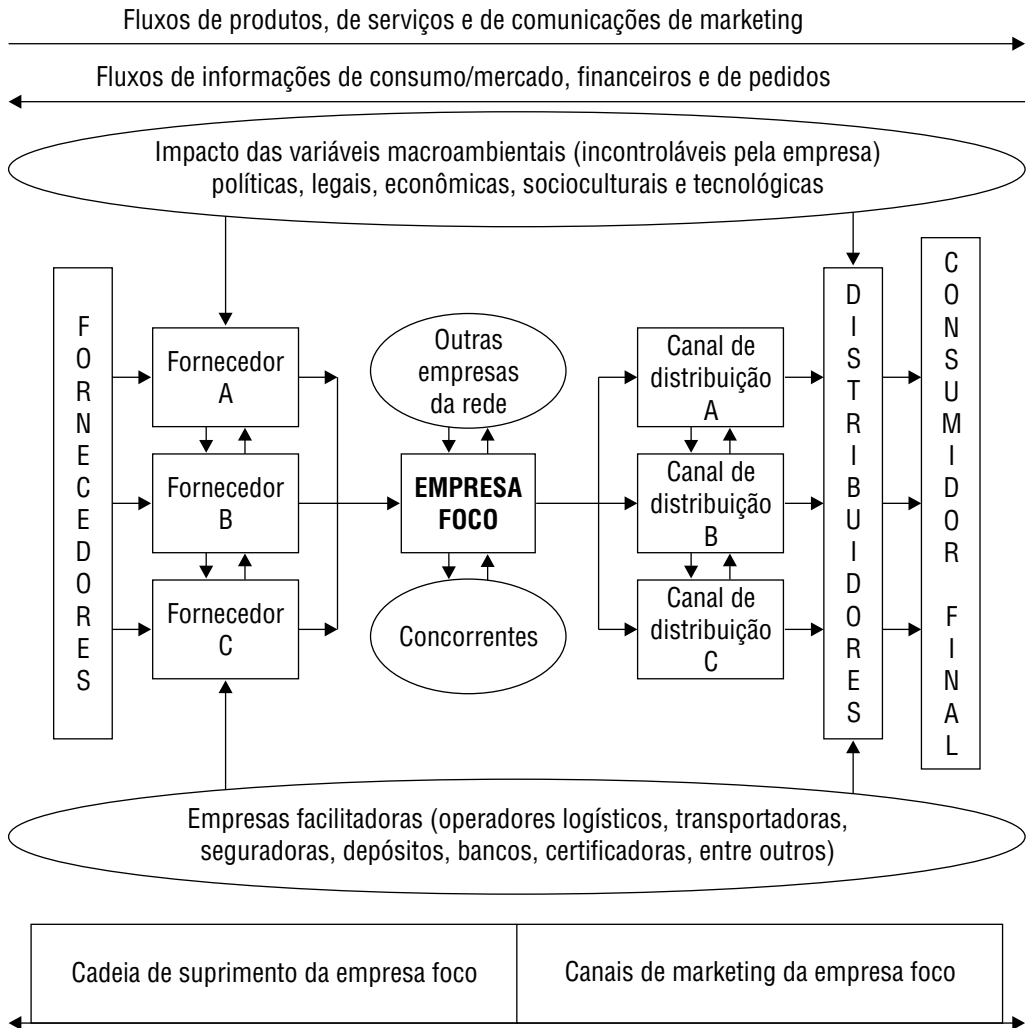 Fluxos de produtos, de serviços e de comunicações de marketing
Fluxos de informações de consumo/mercado, financeiros e de pedidos
Impacto das variáveis macroambientais (incontroláveis pela empresa)
políticas, legais, econômicas, socioculturais e tecnológicas
FORNECEDORES
Fornecedor
A
Fornecedor
B
Fornecedor
C
Outras
empresas
da rede
EMPRESA
FOCO
Concorrentes
Canal de
distribuição
A
Canal de
distribuição
B
Canal de
distribuição
C
DISTRIBUIDORES
CONSUMIDOR FINAL
Empresas facilitadoras (operadores logísticos, transportadoras,
seguradoras, depósitos, bancos, certificadoras, entre outros)
Cadeia de suprimento da empresa foco
Canais de marketing da empresa foco